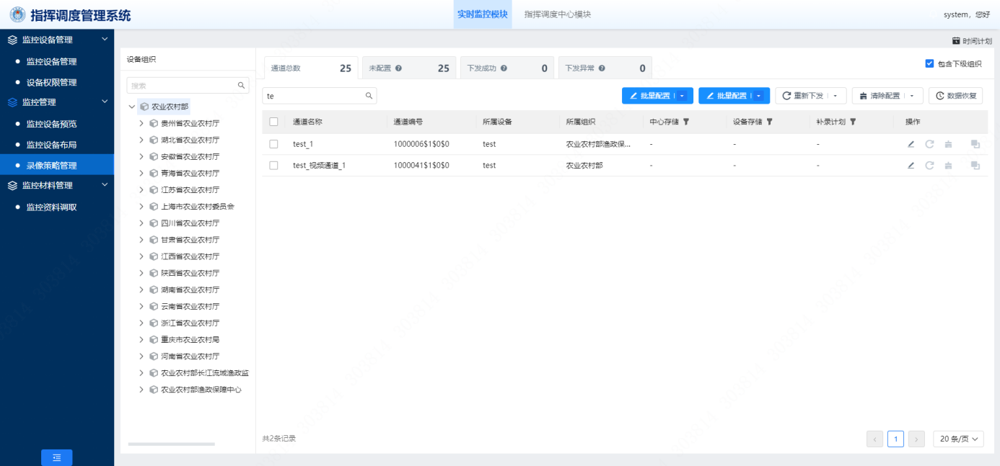 指挥调度管理系统
实时监控模块 指挥调度中心模块
system，您好
监控设备管理
监控设备管理
设备权限管理
监控管理
监控设备预览
监控设备布局
录像策略管理
监控材料管理
监控资料调取
时间计划
设备组织
搜索
农业农村部
贵州省农业农村厅
湖北省农业农村厅
安徽省农业农村厅
青海省农业农村厅
江苏省农业农村厅
上海市农业农村委员会
四川省农业农村厅
甘肃省农业农村厅
江西省农业农村厅
陕西省农业农村厅
湖南省农业农村厅
云南省农业农村厅
浙江省农业农村厅
重庆市农业农村局
河南省农业农村厅
农业农村部长江流域渔政监
农业农村部渔政保障中心
通道总数 25 未配置 25 下发成功 0 下发异常 0
包含下级组织
te
批量配置 批量配置 重新下发 清除配置 数据恢复
通道名称 通道编号 所属设备 所属组织 中心存储 设备存储 补录计划 操作
test_1 1000006$1$0$0 test 农业农村部渔政保... - - -
test_视频通道_1 1000041$1$0$0 test 农业农村部 - - -
共2条记录
1
20 条/页
303814 303814 303814